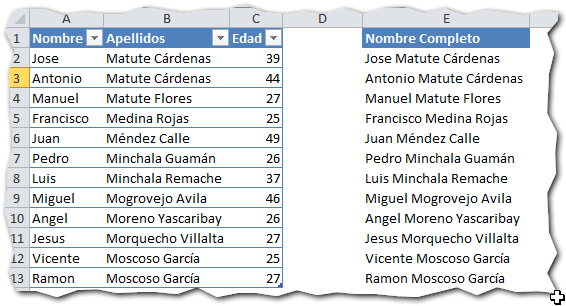 A B C D E
1 Nombre Apellidos Edad Nombre Completo
2 Jose Matute Cárdenas 39 Jose Matute Cárdenas
3 Antonio Matute Cárdenas 44 Antonio Matute Cárdenas
4 Manuel Matute Flores 27 Manuel Matute Flores
5 Francisco Medina Rojas 25 Francisco Medina Rojas
6 Juan Méndez Calle 49 Juan Méndez Calle
7 Pedro Minchala Guamán 26 Pedro Minchala Guamán
8 Luis Minchala Remache 37 Luis Minchala Remache
9 Miguel Mogrovejo Avila 46 Miguel Mogrovejo Avila
10 Angel Moreno Yascaribay 26 Angel Moreno Yascaribay
11 Jesus Morquecho Villalta 27 Jesus Morquecho Villalta
12 Vicente Moscoso García 25 Vicente Moscoso García
13 Ramon Moscoso García 27 Ramon Moscoso García